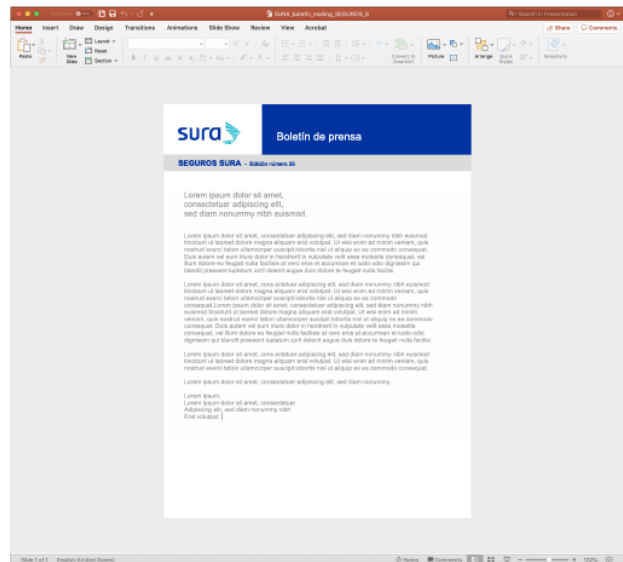 SURA_boletin_mailing_SEGUROS_B
Search in Presentation
Home Insert Draw Design Transitions Animations Slide Show Review View Acrobat
Share Comments
Paste
New Slide
Layout
Reset
Section
Convert to SmartArt
Picture
Arrange
Quick Styles
Sensitivity
sura
Boletín de prensa
SEGUROS SURA - Edición número 26
Lorem ipsum dolor sit amet,
consectetuer adipiscing elit,
sed diam nonummy nibh euismod.
Lorem ipsum dolor sit amet, consectetuer adipiscing elit, sed diam nonummy nibh euismod
tincidunt ut laoreet dolore magna aliquam erat volutpat. Ut wisi enim ad minim veniam, quis
nostrud exerci tation ullamcorper suscipit lobortis nisl ut aliquip ex ea commodo consequat.
Duis autem vel eum iriure dolor in hendrerit in vulputate velit esse molestie consequat, vel
illum dolore eu feugiat nulla facilisis at vero eros et accumsan et iusto odio dignissim qui
blandit praesent luptatum zzril delenit augue duis dolore te feugait nulla facilisi.
Lorem ipsum dolor sit amet, cons ectetuer adipiscing elit, sed diam nonummy nibh euismod
tincidunt ut laoreet dolore magna aliquam erat volutpat. Ut wisi enim ad minim veniam, quis
nostrud exerci tation ullamcorper suscipit lobortis nisl ut aliquip ex ea commodo
consequat.Lorem ipsum dolor sit amet, consectetuer adipiscing elit, sed diam nonummy nibh
euismod tincidunt ut laoreet dolore magna aliquam erat volutpat. Ut wisi enim ad minim
veniam, quis nostrud exerci tation ullamcorper suscipit lobortis nisl ut aliquip ex ea commodo
consequat. Duis autem vel eum iriure dolor in hendrerit in vulputate velit esse molestie
consequat, vel illum dolore eu feugiat nulla facilisis at vero eros et accumsan et iusto odio
dignissim qui blandit praesent luptatum zzril delenit augue duis dolore te feugait nulla facilisi.
Lorem ipsum dolor sit amet, cons ectetuer adipiscing elit, sed diam nonummy nibh euismod
tincidunt ut laoreet dolore magna aliquam erat volutpat. Ut wisi enim ad minim veniam, quis
nostrud exerci tation ullamcorper suscipit lobortis nisl ut aliquip ex ea commodo consequat.
Lorem ipsum dolor sit amet, consectetuer adipiscing elit, sed diam nonummy.
Lorem ipsum,
Lorem ipsum dolor sit amet, consectetuer
Adipiscing elit, sed diam nonummy nibh
Erat volutpat.
Slide 1 of 1 English (United States) Notes Comments